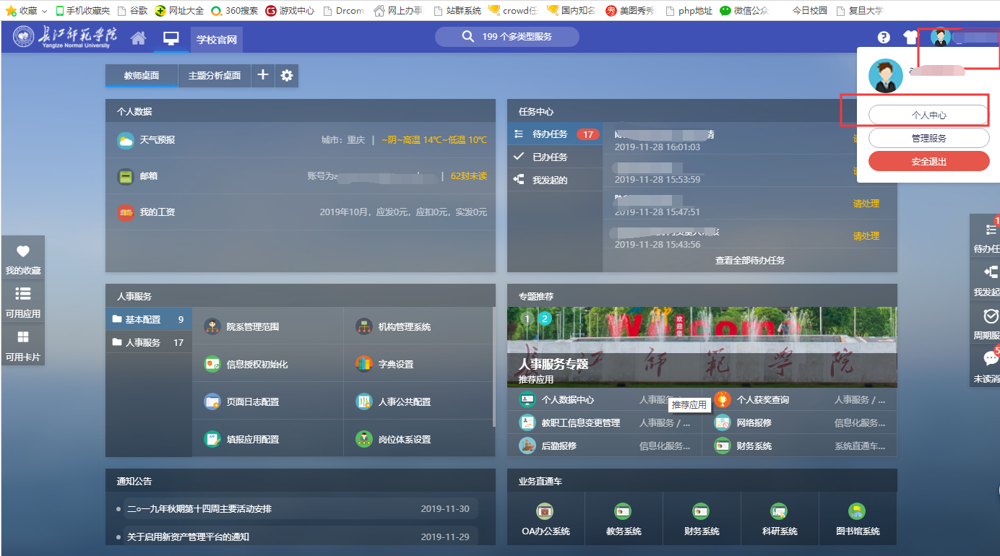 收藏 手机收藏夹 谷歌 网址大全 360搜索 游戏中心 Drcom 网上办事 站群系统 crowd任 国内知名 美图秀秀 php地址 微信公众 今日校园 复旦大学
长江师范学院
Yangtze Normal University
学校官网
199 个多类型服务
教师桌面
主题分析桌面
个人中心
管理服务
安全退出
个人数据
天气预报
城市：重庆 | ~阴~高温 14℃~低温 10℃
邮箱
账号为a
| 62封未读
我的工资
2019年10月，应发0元，应扣0元，实发0元
任务中心
待办任务 17
已办任务
我发起的
请
2019-11-28 16:01:03
请
2019-11-28 15:53:59
2019-11-28 15:47:51
请处理
2019-11-28 15:43:56
请处理
查看全部待办任务
我的收藏
可用应用
可用卡片
1
待办任
我发起
周期服
5
未读消
人事服务
基本配置 9
人事服务 17
院系管理范围
机构管理系统
信息授权初始化
字典设置
页面日志配置
人事公共配置
填报应用配置
岗位体系设置
专题推荐
1 2
Welcome
欢迎您
长江师范学院
人事服务专题
推荐应用
个人数据中心 人事服务
推荐应用
个人获奖查询 人事服务 / ...
教职工信息变更管理 人事服务 / ...
网络报修 信息化服务...
后勤报修 信息化服务...
财务系统 系统直通车...
通知公告
二○一九年秋期第十四周主要活动安排 2019-11-30
关于启用新资产管理平台的通知 2019-11-29
业务直通车
OA办公系统
教务系统
财务系统
科研系统
图书馆系统